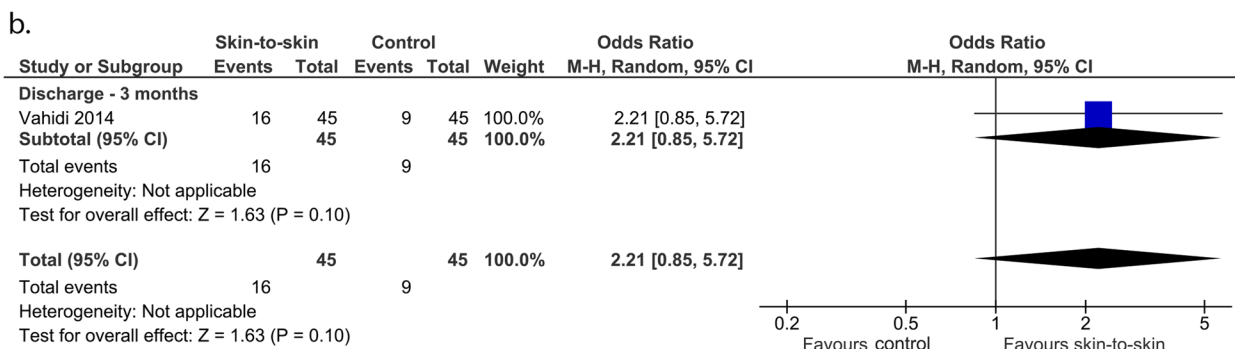 b.
Skin-to-skin Control Odds Ratio Odds Ratio
Study or Subgroup Events Total Events Total Weight M-H, Random, 95% CI M-H, Random, 95% CI
Discharge - 3 months
Vahidi 2014 16 45 9 45 100.0% 2.21 [0.85, 5.72]
Subtotal (95% CI) 45 45 100.0% 2.21 [0.85, 5.72]
Total events 16 9
Heterogeneity: Not applicable
Test for overall effect: Z = 1.63 (P = 0.10)
Total (95% CI) 45 45 100.0% 2.21 [0.85, 5.72]
Total events 16 9
Heterogeneity: Not applicable
Test for overall effect: Z = 1.63 (P = 0.10)
0.2 0.5 1 2 5
Favours control Favours skin-to-skin